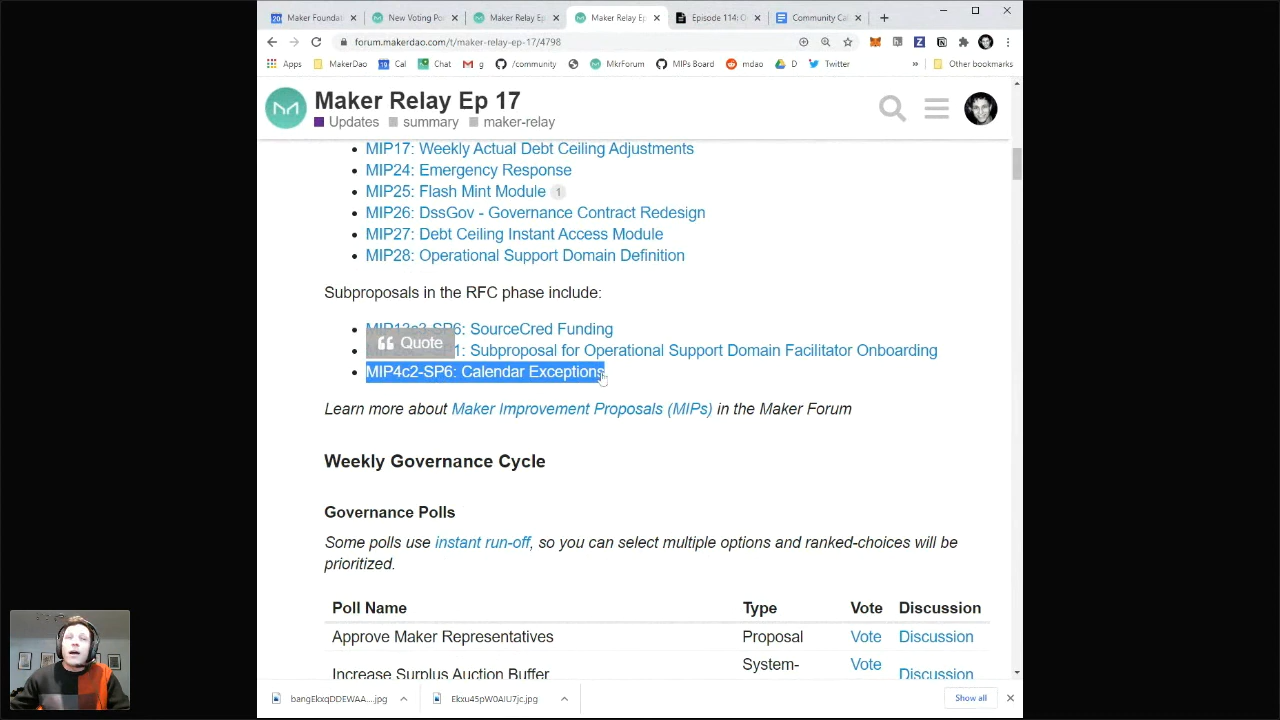 Maker Foundat
New Voting Po
Maker Relay Ep
Maker Relay Ep
Episode 114: O
Community Ca
forum.makerdao.com/t/maker-relay-ep-17/4798
Apps
MakerDao
Cal
Chat
g
/community
MkrForum
MIPs Board
mdao
D
Twitter
»
Other bookmarks
Maker Relay Ep 17
Updates summary maker-relay
MIP17: Weekly Actual Debt Ceiling Adjustments
MIP24: Emergency Response
MIP25: Flash Mint Module 1
MIP26: DssGov - Governance Contract Redesign
MIP27: Debt Ceiling Instant Access Module
MIP28: Operational Support Domain Definition
Subproposals in the RFC phase include:
MIP13c3-SP6: SourceCred Funding
Quote
1: Subproposal for Operational Support Domain Facilitator Onboarding
MIP4c2-SP6: Calendar Exceptions
Learn more about Maker Improvement Proposals (MIPs) in the Maker Forum
Weekly Governance Cycle
Governance Polls
Some polls use instant run-off, so you can select multiple options and ranked-choices will be
prioritized.
Poll Name Type Vote Discussion
Approve Maker Representatives Proposal Vote Discussion
Increase Surplus Auction Buffer System- Vote Discussion
bangEkxqDDEWAA....jpg
Ekxu45pW0AIU7jc.jpg
Show all